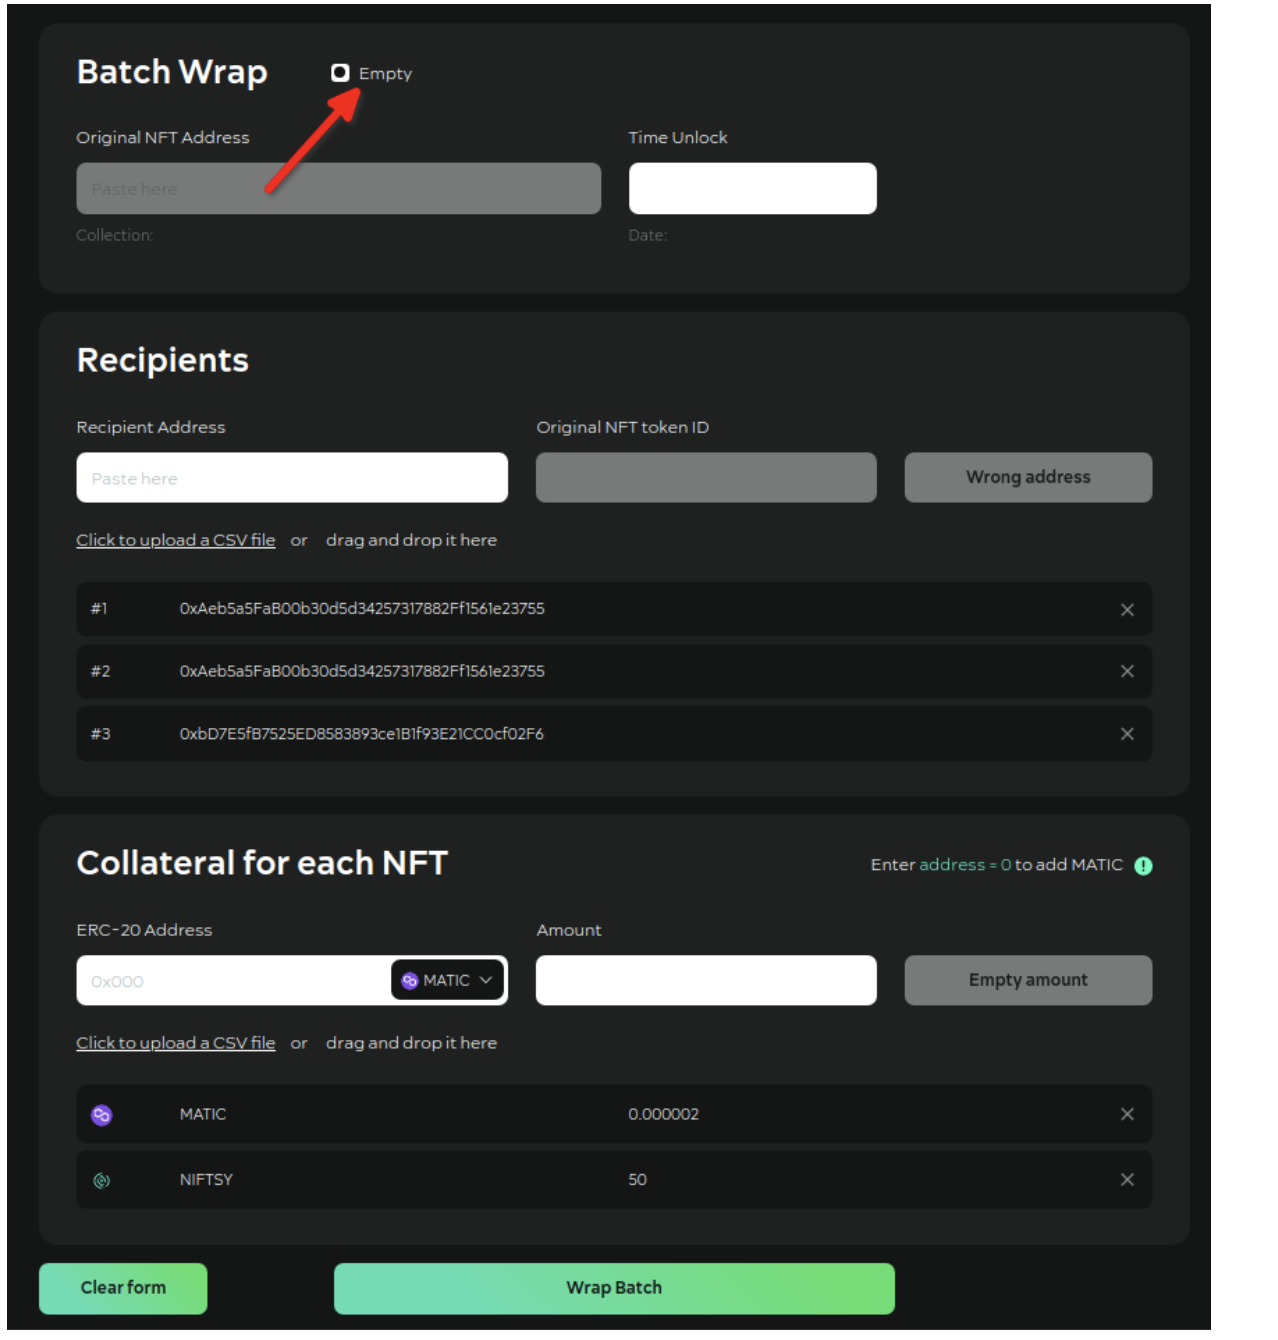 Batch Wrap Empty
Original NFT Address Time Unlock
Paste here
Collection: Date:
Recipients
Recipient Address Original NFT token ID
Paste here Wrong address
Click to upload a CSV file or drag and drop it here
#1 0xAeb5a5FaB00b30d5d34257317882Ff1561e23755
#2 0xAeb5a5FaB00b30d5d34257317882Ff1561e23755
#3 0xbD7E5fB7525ED8583893ce1B1f93E21CC0cf02F6
Collateral for each NFT Enter address = 0 to add MATIC
ERC-20 Address Amount
0x000 MATIC Empty amount
Click to upload a CSV file or drag and drop it here
MATIC 0.000002
NIFTSY 50
Clear form Wrap Batch